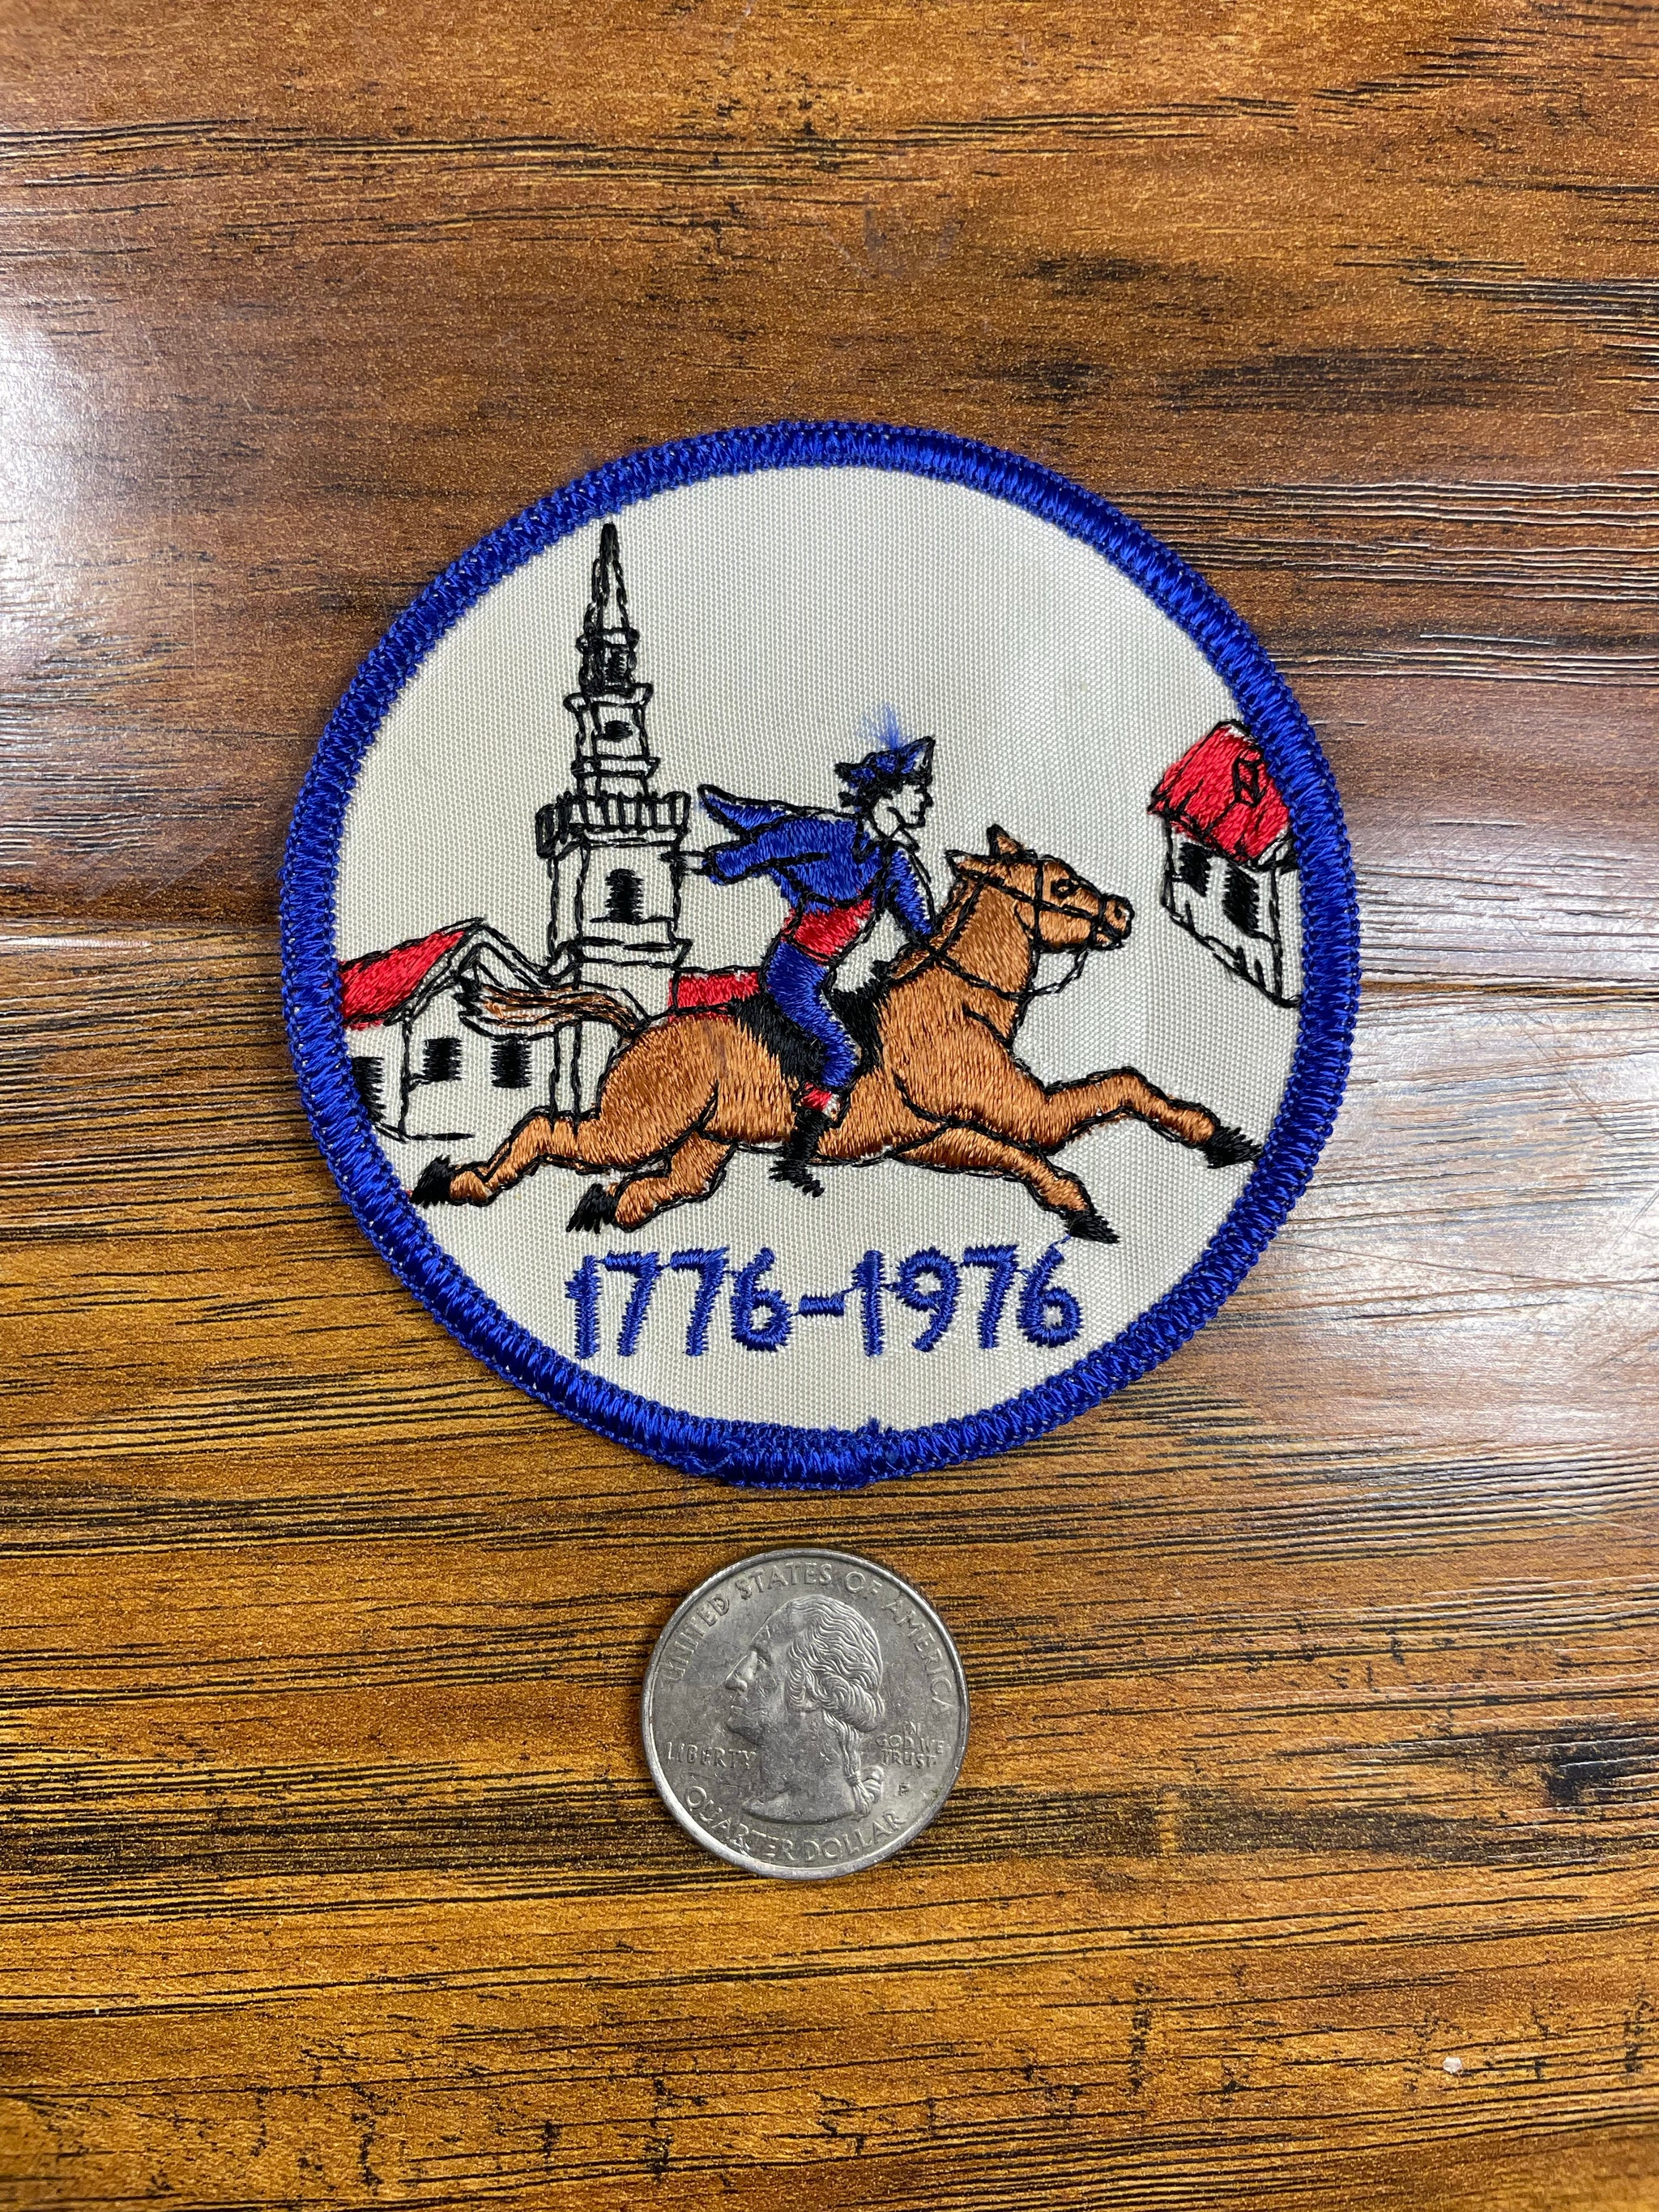 1776-1976
UNITED STATES OF AMERICA
LIBERTY
IN
GOD WE
TRUST
P
QUARTER DOLLAR